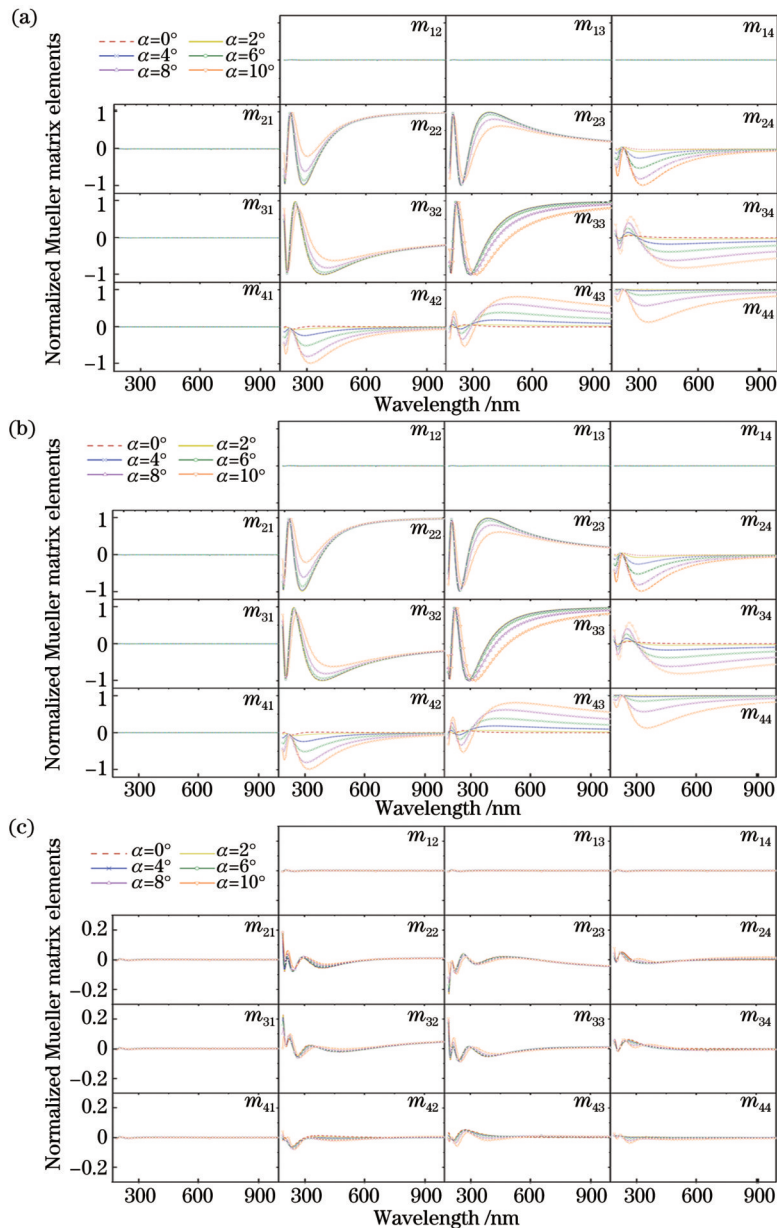 (a)
α=0° α=2°
α=4° α=6°
α=8° α=10°
m₁₂ m₁₃ m₁₄
m₂₁ m₂₂ m₂₃ m₂₄
m₃₁ m₃₂ m₃₃ m₃₄
m₄₁ m₄₂ m₄₃ m₄₄
Normalized Mueller matrix elements
1
0
-1
1
0
-1
1
0
-1
300 600 900 300 600 900 300 600 900 300 600 900
Wavelength /nm
(b)
α=0° α=2°
α=4° α=6°
α=8° α=10°
m₁₂ m₁₃ m₁₄
m₂₁ m₂₂ m₂₃ m₂₄
m₃₁ m₃₂ m₃₃ m₃₄
m₄₁ m₄₂ m₄₃ m₄₄
Normalized Mueller matrix elements
1
0
-1
1
0
-1
1
0
-1
300 600 900 300 600 900 300 600 900 300 600 900
Wavelength /nm
(c)
α=0° α=2°
α=4° α=6°
α=8° α=10°
m₁₂ m₁₃ m₁₄
m₂₁ m₂₂ m₂₃ m₂₄
m₃₁ m₃₂ m₃₃ m₃₄
m₄₁ m₄₂ m₄₃ m₄₄
Normalized Mueller matrix elements
0.2
0
-0.2
0.2
0
-0.2
0.2
0
-0.2
300 600 900 300 600 900 300 600 900 300 600 900
Wavelength /nm